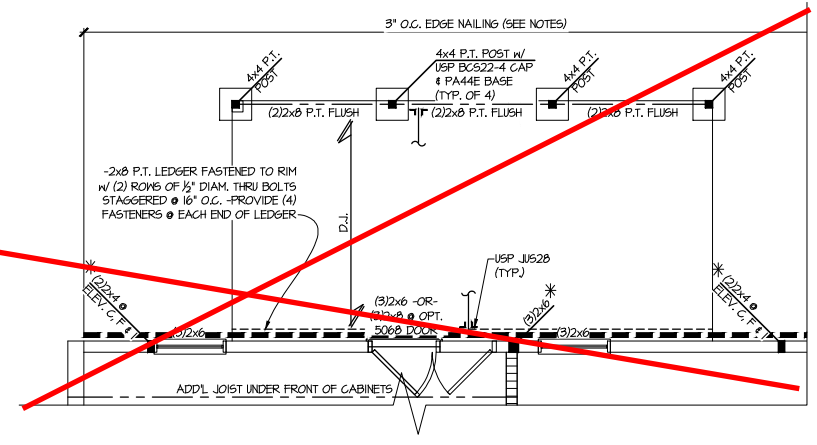 3" O.C. EDGE NAILING (SEE NOTES)
4x4 P.T.
POST
4x4 P.T. POST w/
USP BCS22-4 CAP
& PA44E BASE
(TYP. OF 4)
4x4 P.T.
POST
4x4 P.T.
POST
(2)2x8 P.T. FLUSH
(2)2x8 P.T. FLUSH
(2)2x8 P.T. FLUSH
-2x8 P.T. LEDGER FASTENED TO RIM
w/ (2) ROWS OF 1/2" DIAM. THRU BOLTS
STAGGERED @ 16" O.C. -PROVIDE (4)
FASTENERS @ EACH END OF LEDGER
D.J.
USP JUS28
(TYP.)
* (2)2x4 @
ELEV. C, F &
(3)2x6 -OR-
(3)2x8 @ OPT.
5068 DOOR
(3)2x6 *
* (2)2x4 @
ELEV. C, F &
(3)2x6
(3)2x6
ADD'L JOIST UNDER FRONT OF CABINETS